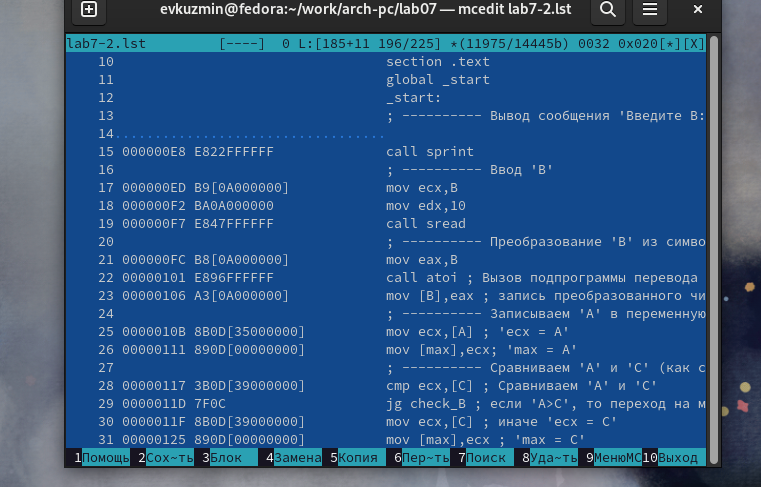 evkuzmin@fedora:~/work/arch-pc/lab07 — mcedit lab7-2.lst
lab7-2.lst [----] 0 L:[185+11 196/225] *(11975/14445b) 0032 0x020[*][X]
10 section .text
11 global _start
12 _start:
13 ; ---------- Вывод сообщения 'Введите B:
14..................................
15 000000E8 E822FFFFFF call sprint
16 ; ---------- Ввод 'B'
17 000000ED B9[0A000000] mov ecx,B
18 000000F2 BA0A000000 mov edx,10
19 000000F7 E847FFFFFF call sread
20 ; ---------- Преобразование 'B' из симво
21 000000FC B8[0A000000] mov eax,B
22 00000101 E896FFFFFF call atoi ; Вызов подпрограммы перевода
23 00000106 A3[0A000000] mov [B],eax ; запись преобразованного чи
24 ; ---------- Записываем 'A' в переменную
25 0000010B 8B0D[35000000] mov ecx,[A] ; 'ecx = A'
26 00000111 890D[00000000] mov [max],ecx; 'max = A'
27 ; ---------- Сравниваем 'A' и 'C' (как с
28 00000117 3B0D[39000000] cmp ecx,[C] ; Сравниваем 'A' и 'C'
29 0000011D 7F0C jg check_B ; если 'A>C', то переход на м
30 0000011F 8B0D[39000000] mov ecx,[C] ; иначе 'ecx = C'
31 00000125 890D[00000000] mov [max],ecx ; 'max = C'
1Помощь 2Сох~ть 3Блок 4Замена 5Копия 6Пер~ть 7Поиск 8Уда~ть 9МенюMC 10Выход